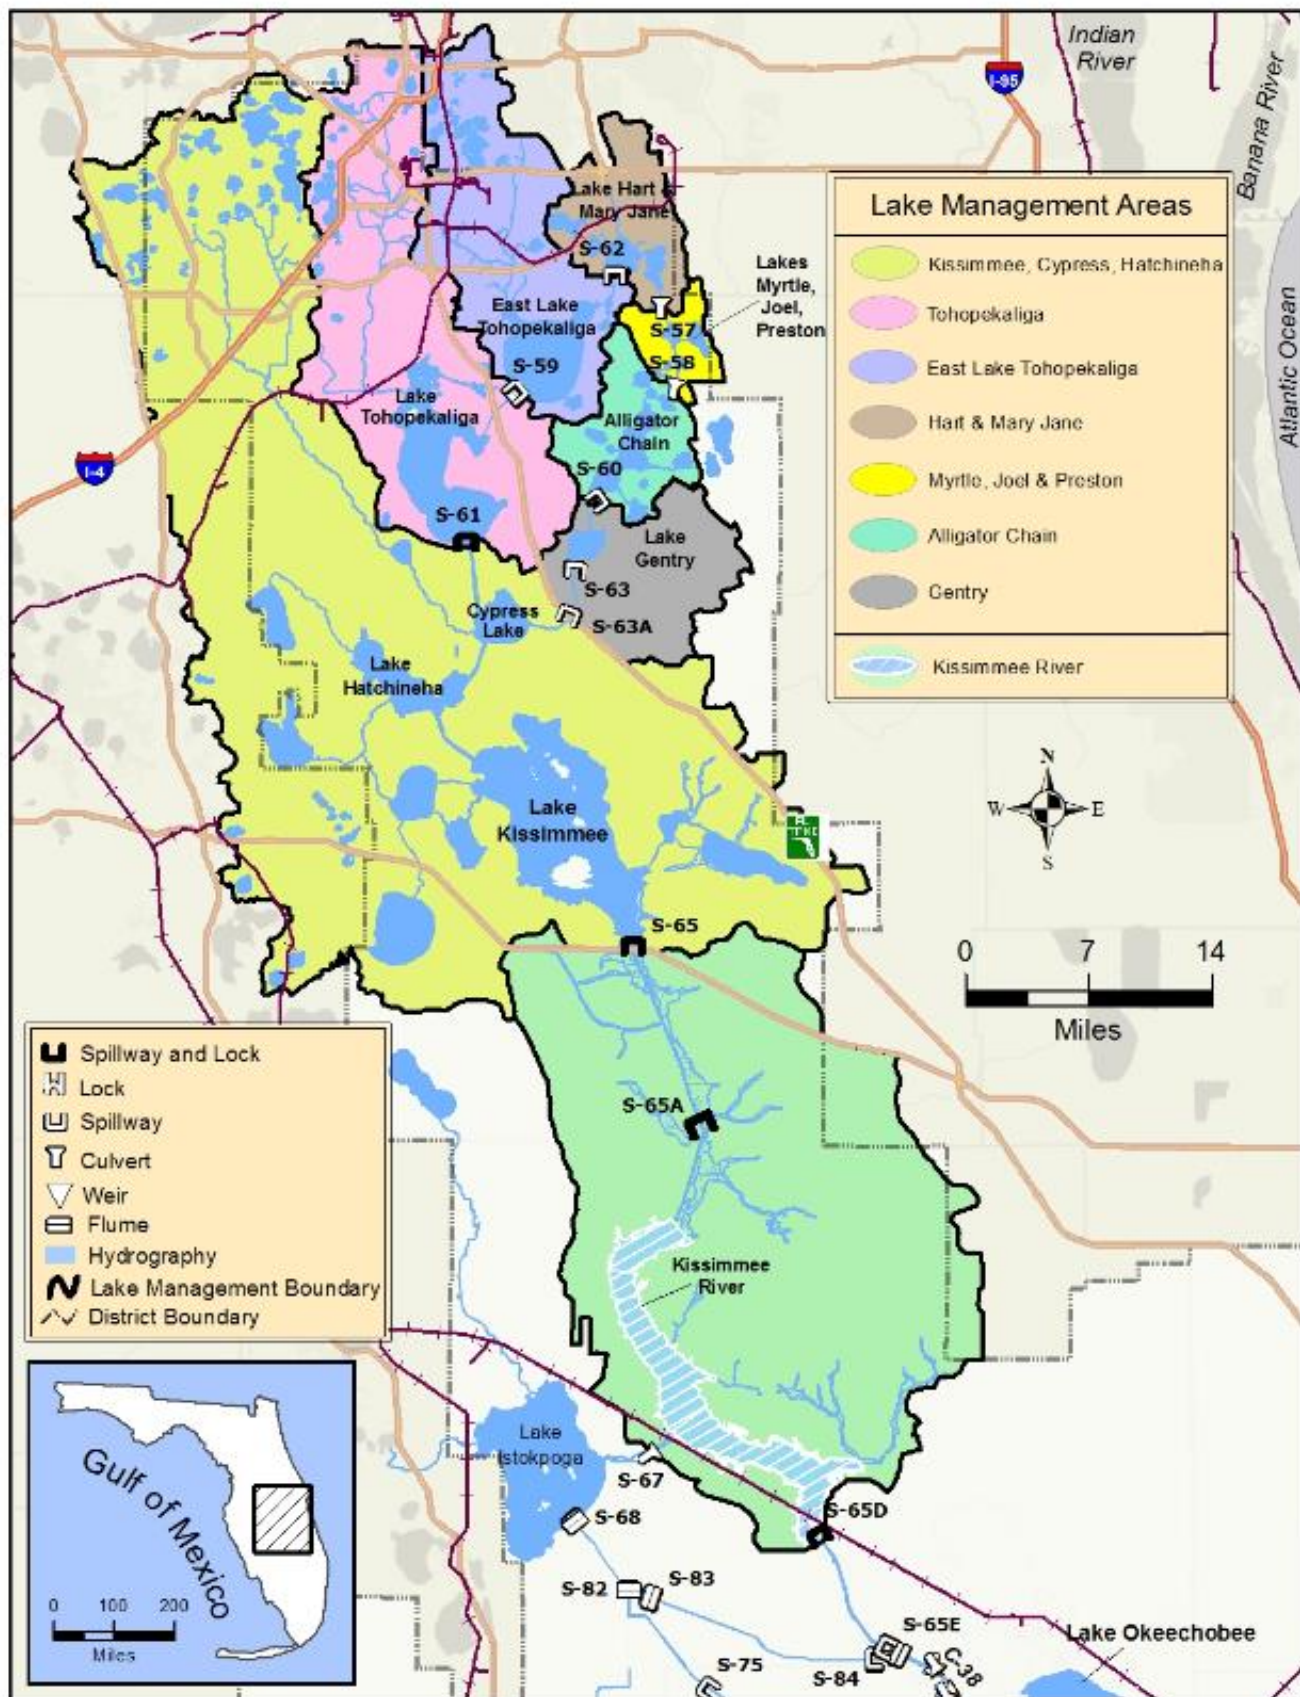 Indian
River
I-95
Banana River
Atlantic Ocean
Lake Management Areas
Kissimmee, Cypress, Hatchineha
Tohopekaliga
East Lake Tohopekaliga
Hart & Mary Jane
Myrtle, Joel & Preston
Alligator Chain
Gentry
Kissimmee River
Lake Hart &
Mary Jane
S-62
Lakes
Myrtle,
Joel,
Preston
S-57
S-58
East Lake
Tohopekaliga
S-59
Lake
Tohopekaliga
Alligator
Chain
S-60
I-4
S-61
Lake
Gentry
S-63
S-63A
Cypress
Lake
Lake
Hatchineha
Lake
Kissimmee
N
W
E
S
S-65
0 7 14
Miles
S-65A
Kissimmee
River
Spillway and Lock
Lock
Spillway
Culvert
Weir
Flume
Hydrography
Lake Management Boundary
District Boundary
Gulf of Mexico
0 100 200
Miles
Lake
Istokpoga
S-67
S-68
S-65D
S-82
S-83
S-65E
S-84
C-38
S-75
Lake Okeechobee